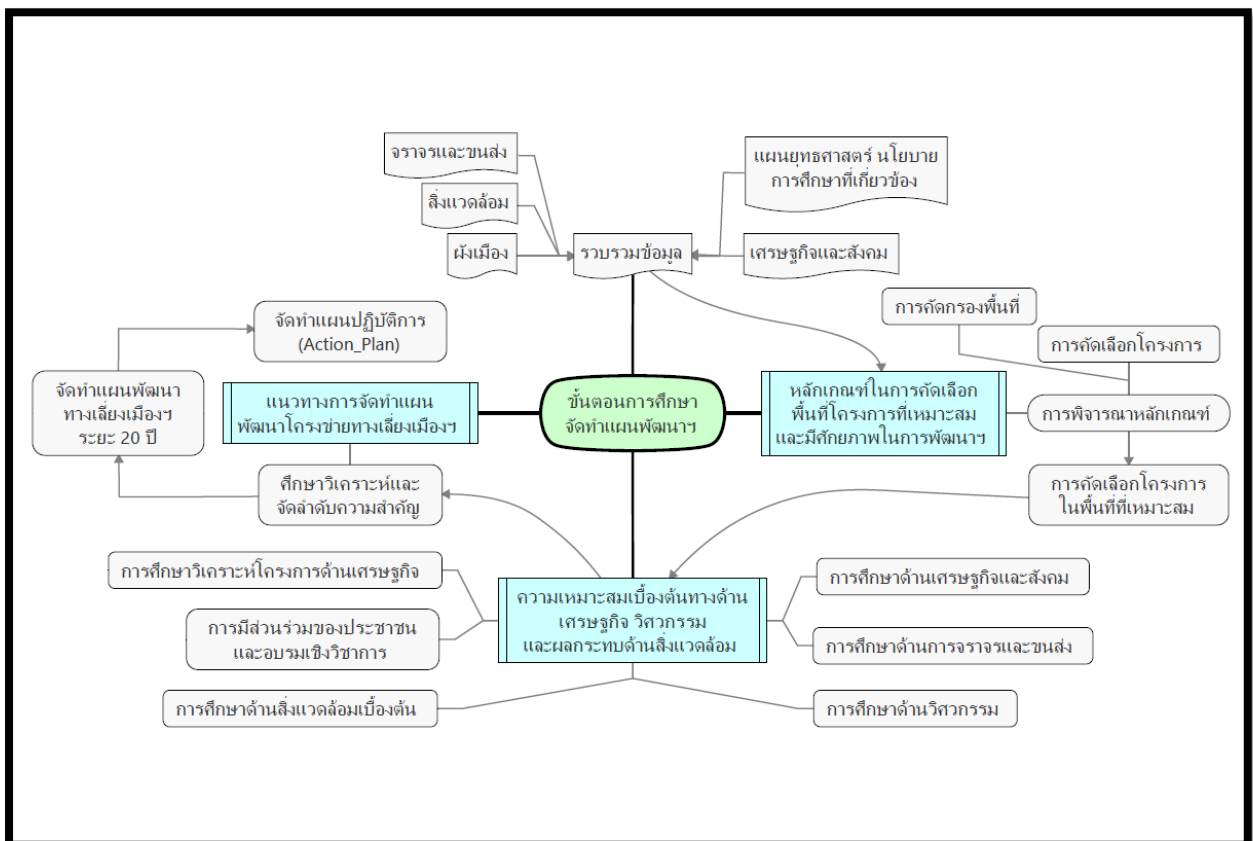 จราจรและขนส่ง
แผนยุทธศาสตร์ นโยบาย
การศึกษาที่เกี่ยวข้อง
สิ่งแวดล้อม
ผังเมือง
รวบรวมข้อมูล
เศรษฐกิจและสังคม
การคัดกรองพื้นที่
จัดทำแผนปฏิบัติการ
(Action_Plan)
การคัดเลือกโครงการ
จัดทำแผนพัฒนา
ทางเลี่ยงเมืองฯ
ระยะ 20 ปี
แนวทางการจัดทำแผน
พัฒนาโครงข่ายทางเลี่ยงเมืองฯ
ขั้นตอนการศึกษา
จัดทำแผนพัฒนาฯ
หลักเกณฑ์ในการคัดเลือก
พื้นที่โครงการที่เหมาะสม
และมีศักยภาพในการพัฒนาฯ
การพิจารณาหลักเกณฑ์
ศึกษาวิเคราะห์และ
จัดลำดับความสำคัญ
การคัดเลือกโครงการ
ในพื้นที่ที่เหมาะสม
การศึกษาวิเคราะห์โครงการด้านเศรษฐกิจ
ความเหมาะสมเบื้องต้นทางด้าน
เศรษฐกิจ วิศวกรรม
และผลกระทบด้านสิ่งแวดล้อม
การศึกษาด้านเศรษฐกิจและสังคม
การมีส่วนร่วมของประชาชน
และอบรมเชิงวิชาการ
การศึกษาด้านการจราจรและขนส่ง
การศึกษาด้านสิ่งแวดล้อมเบื้องต้น
การศึกษาด้านวิศวกรรม